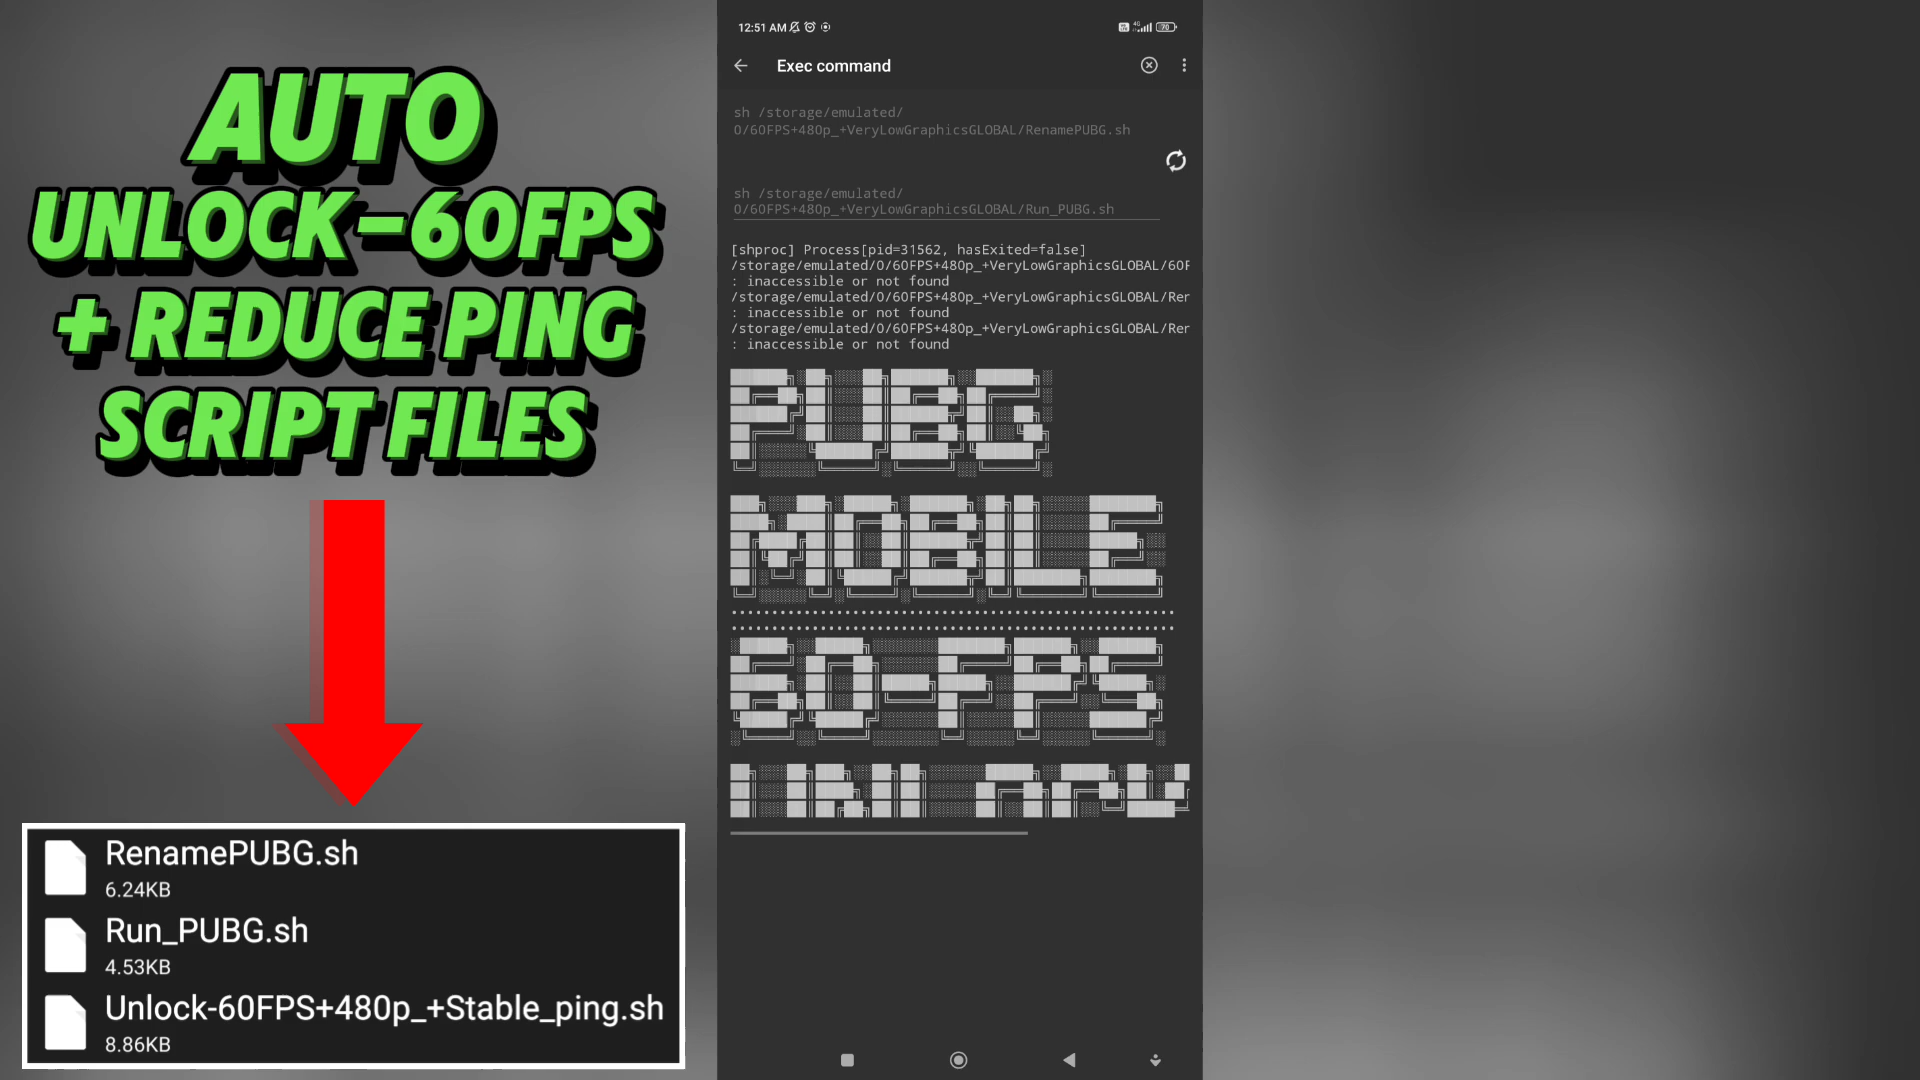 AUTO
UNLOCK-60FPS
+ REDUCE PING
SCRIPT FILES
RenamePUBG.sh
6.24KB
Run_PUBG.sh
4.53KB
Unlock-60FPS+480p_+Stable_ping.sh
8.86KB
12:51 AM
4G
70
Exec command
sh /storage/emulated/
0/60FPS+480p_+VeryLowGraphicsGLOBAL/RenamePUBG.sh
sh /storage/emulated/
0/60FPS+480p_+VeryLowGraphicsGLOBAL/Run_PUBG.sh
[shproc] Process[pid=31562, hasExited=false]
/storage/emulated/0/60FPS+480p_+VeryLowGraphicsGLOBAL/60F
: inaccessible or not found
/storage/emulated/0/60FPS+480p_+VeryLowGraphicsGLOBAL/Ren
: inaccessible or not found
/storage/emulated/0/60FPS+480p_+VeryLowGraphicsGLOBAL/Ren
: inaccessible or not found
PUBG
MOBILE
60-FPS